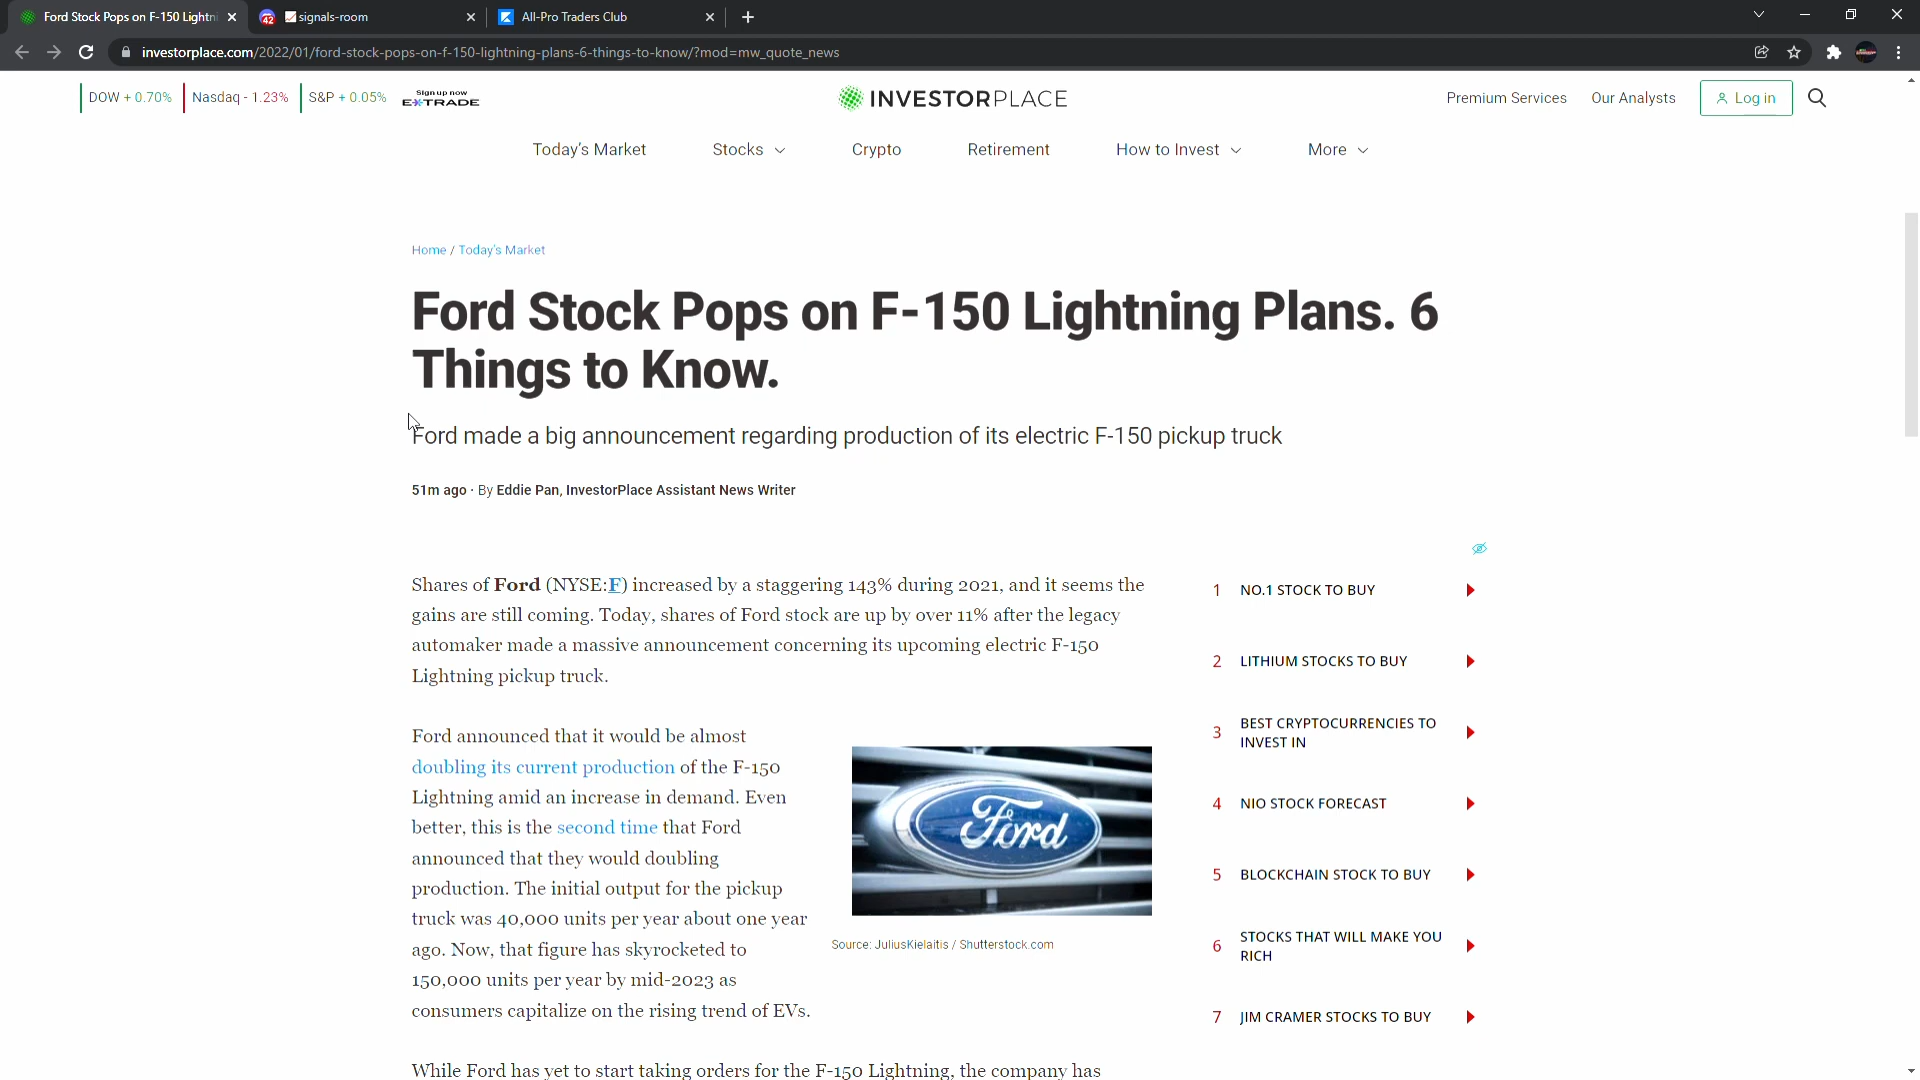 Ford Stock Pops on F-150 Lightni
42
signals-room
All-Pro Traders Club
investorplace.com/2022/01/ford-stock-pops-on-f-150-lightning-plans-6-things-to-know/?mod=mw_quote_news
DOW + 0.70%
Nasdaq - 1.23%
S&P + 0.05%
Sign up now
E*TRADE
INVESTORPLACE
Premium Services
Our Analysts
Log in
Today's Market
Stocks
Crypto
Retirement
How to Invest
More
Home / Today's Market
Ford Stock Pops on F-150 Lightning Plans. 6
Things to Know.
Ford made a big announcement regarding production of its electric F-150 pickup truck
51m ago · By Eddie Pan, InvestorPlace Assistant News Writer
Shares of Ford (NYSE:F) increased by a staggering 143% during 2021, and it seems the
gains are still coming. Today, shares of Ford stock are up by over 11% after the legacy
automaker made a massive announcement concerning its upcoming electric F-150
Lightning pickup truck.
Ford announced that it would be almost
doubling its current production of the F-150
Lightning amid an increase in demand. Even
better, this is the second time that Ford
announced that they would doubling
production. The initial output for the pickup
truck was 40,000 units per year about one year
ago. Now, that figure has skyrocketed to
150,000 units per year by mid-2023 as
consumers capitalize on the rising trend of EVs.
Ford
Source: JuliusKielaitis / Shutterstock.com
While Ford has yet to start taking orders for the F-150 Lightning, the company has
1 NO.1 STOCK TO BUY
2 LITHIUM STOCKS TO BUY
3 BEST CRYPTOCURRENCIES TO
INVEST IN
4 NIO STOCK FORECAST
5 BLOCKCHAIN STOCK TO BUY
6 STOCKS THAT WILL MAKE YOU
RICH
7 JIM CRAMER STOCKS TO BUY